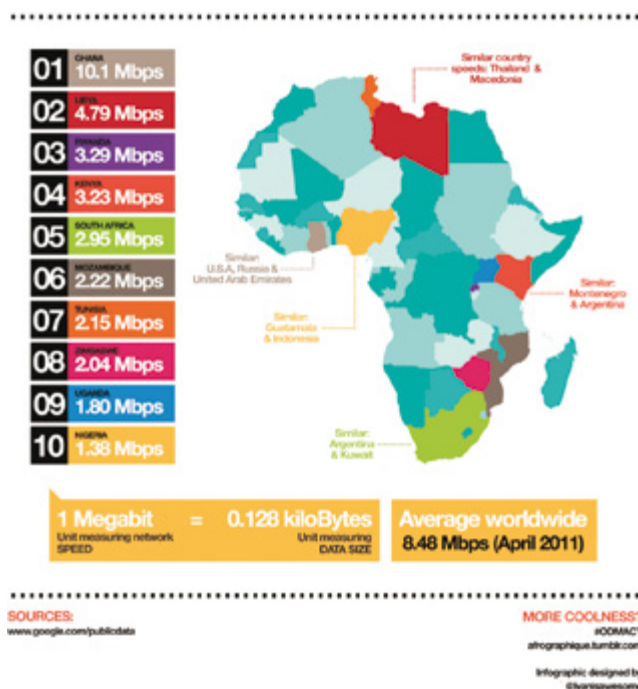 01
GHANA
10.1 Mbps
02
LIBYA
4.79 Mbps
03
RWANDA
3.29 Mbps
04
KENYA
3.23 Mbps
05
SOUTH AFRICA
2.95 Mbps
06
MOZAMBIQUE
2.22 Mbps
07
TUNISIA
2.15 Mbps
08
2.04 Mbps
09
UGANDA
1.80 Mbps
10
NIGERIA
1.38 Mbps
Similar country
speeds: Thailand &
Macedonia
Similar:
U.S.A, Russia &
United Arab Emirates
Similar:
Guatamala
& Indonesia
Similar:
Montenegro
& Argentina
Similar:
Argentina
& Kuwait
1 Megabit = 0.128 kiloBytes
Unit measuring network
SPEED
Unit measuring
DATA SIZE
Average worldwide
8.48 Mbps (April 2011)
SOURCES:
www.google.com/publicdata
MORE COOLNESS?
afrographique.tumblr.com
Infographic designed by